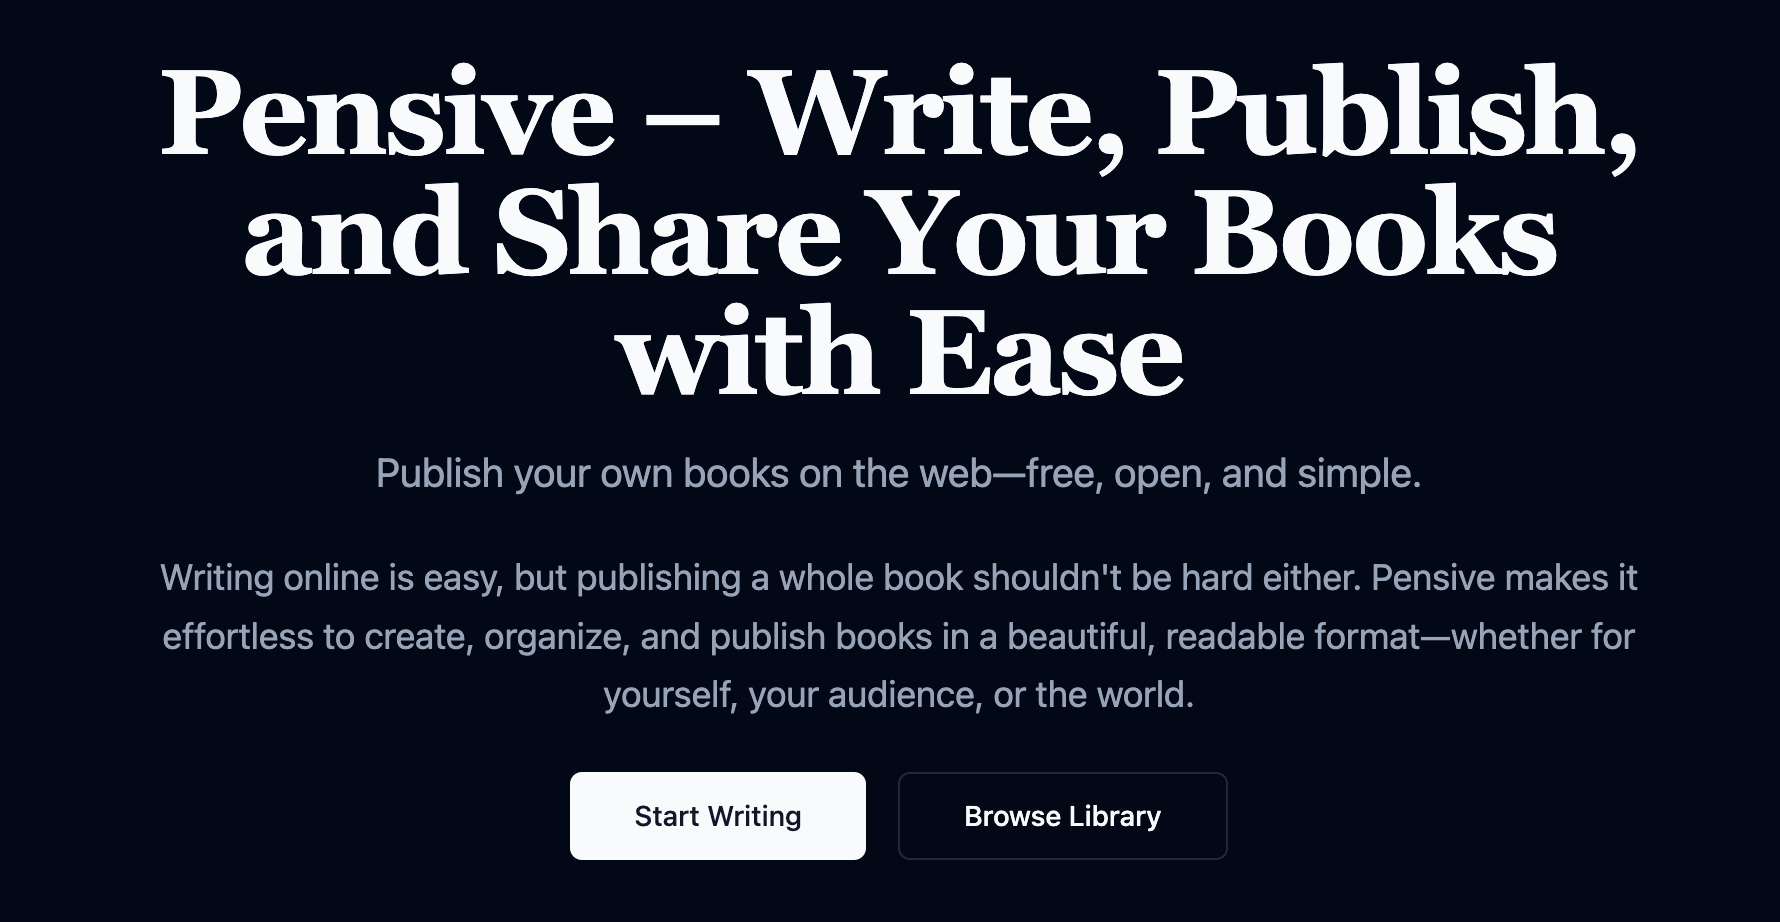 Pensive – Write, Publish,
and Share Your Books
with Ease
Publish your own books on the web—free, open, and simple.
Writing online is easy, but publishing a whole book shouldn't be hard either. Pensive makes it
effortless to create, organize, and publish books in a beautiful, readable format—whether for
yourself, your audience, or the world.
Start Writing
Browse Library